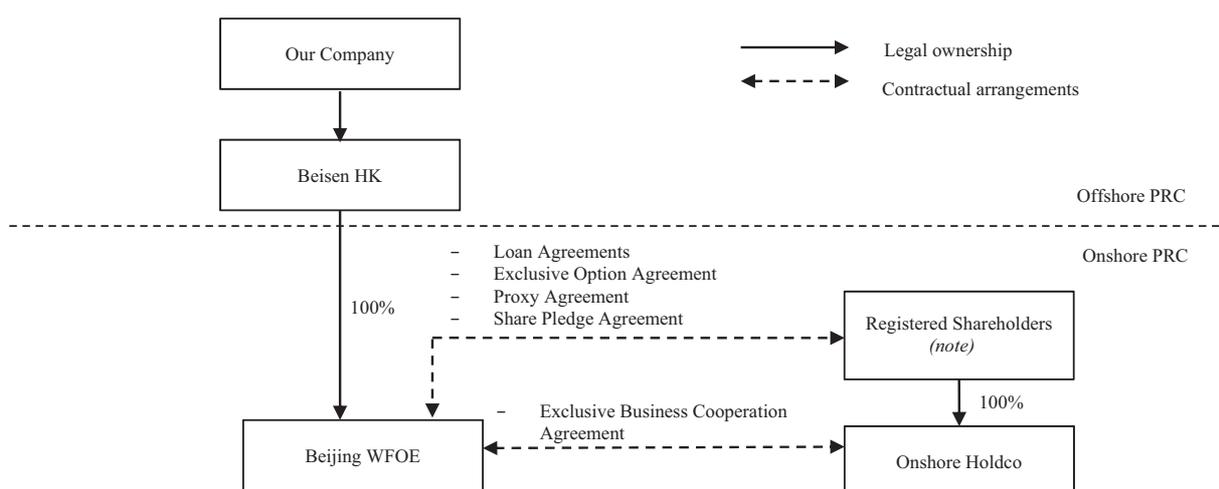 Our Company
Legal ownership
Contractual arrangements
Beisen HK
Offshore PRC
Onshore PRC
– Loan Agreements
– Exclusive Option Agreement
– Proxy Agreement
– Share Pledge Agreement
100%
Registered Shareholders
(note)
100%
– Exclusive Business Cooperation
Agreement
Beijing WFOE
Onshore Holdco